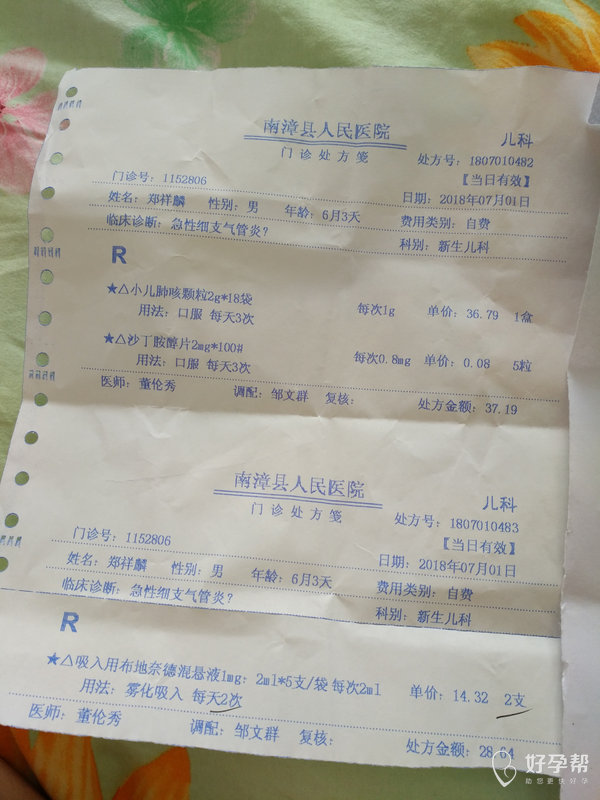 南漳县人民医院
儿科
门诊处方笺
处方号: 1807010482
门诊号: 1152806
【当日有效】
姓名: 郑祥麟 性别: 男 年龄: 6月3天
日期: 2018年07月01日
费用类别: 自费
临床诊断: 急性细支气管炎?
科别: 新生儿科
R
★△小儿肺咳颗粒2g*18袋 每次1g 单价: 36.79 1盒
用法: 口服 每天3次
★△沙丁胺醇片2mg*100# 每次0.8mg 单价: 0.08 5粒
用法: 口服 每天3次
医师: 董伦秀 调配: 邹文群 复核: 处方金额: 37.19
南漳县人民医院
儿科
门诊处方笺
处方号: 1807010483
门诊号: 1152806
【当日有效】
姓名: 郑祥麟 性别: 男 年龄: 6月3天
日期: 2018年07月01日
费用类别: 自费
临床诊断: 急性细支气管炎?
科别: 新生儿科
R
★△吸入用布地奈德混悬液1mg: 2ml*5支/袋 每次2ml 单价: 14.32 2支
用法: 雾化吸入 每天2次
医师: 董伦秀 调配: 邹文群 复核: 处方金额: 28.64
好孕帮
助您更快好孕